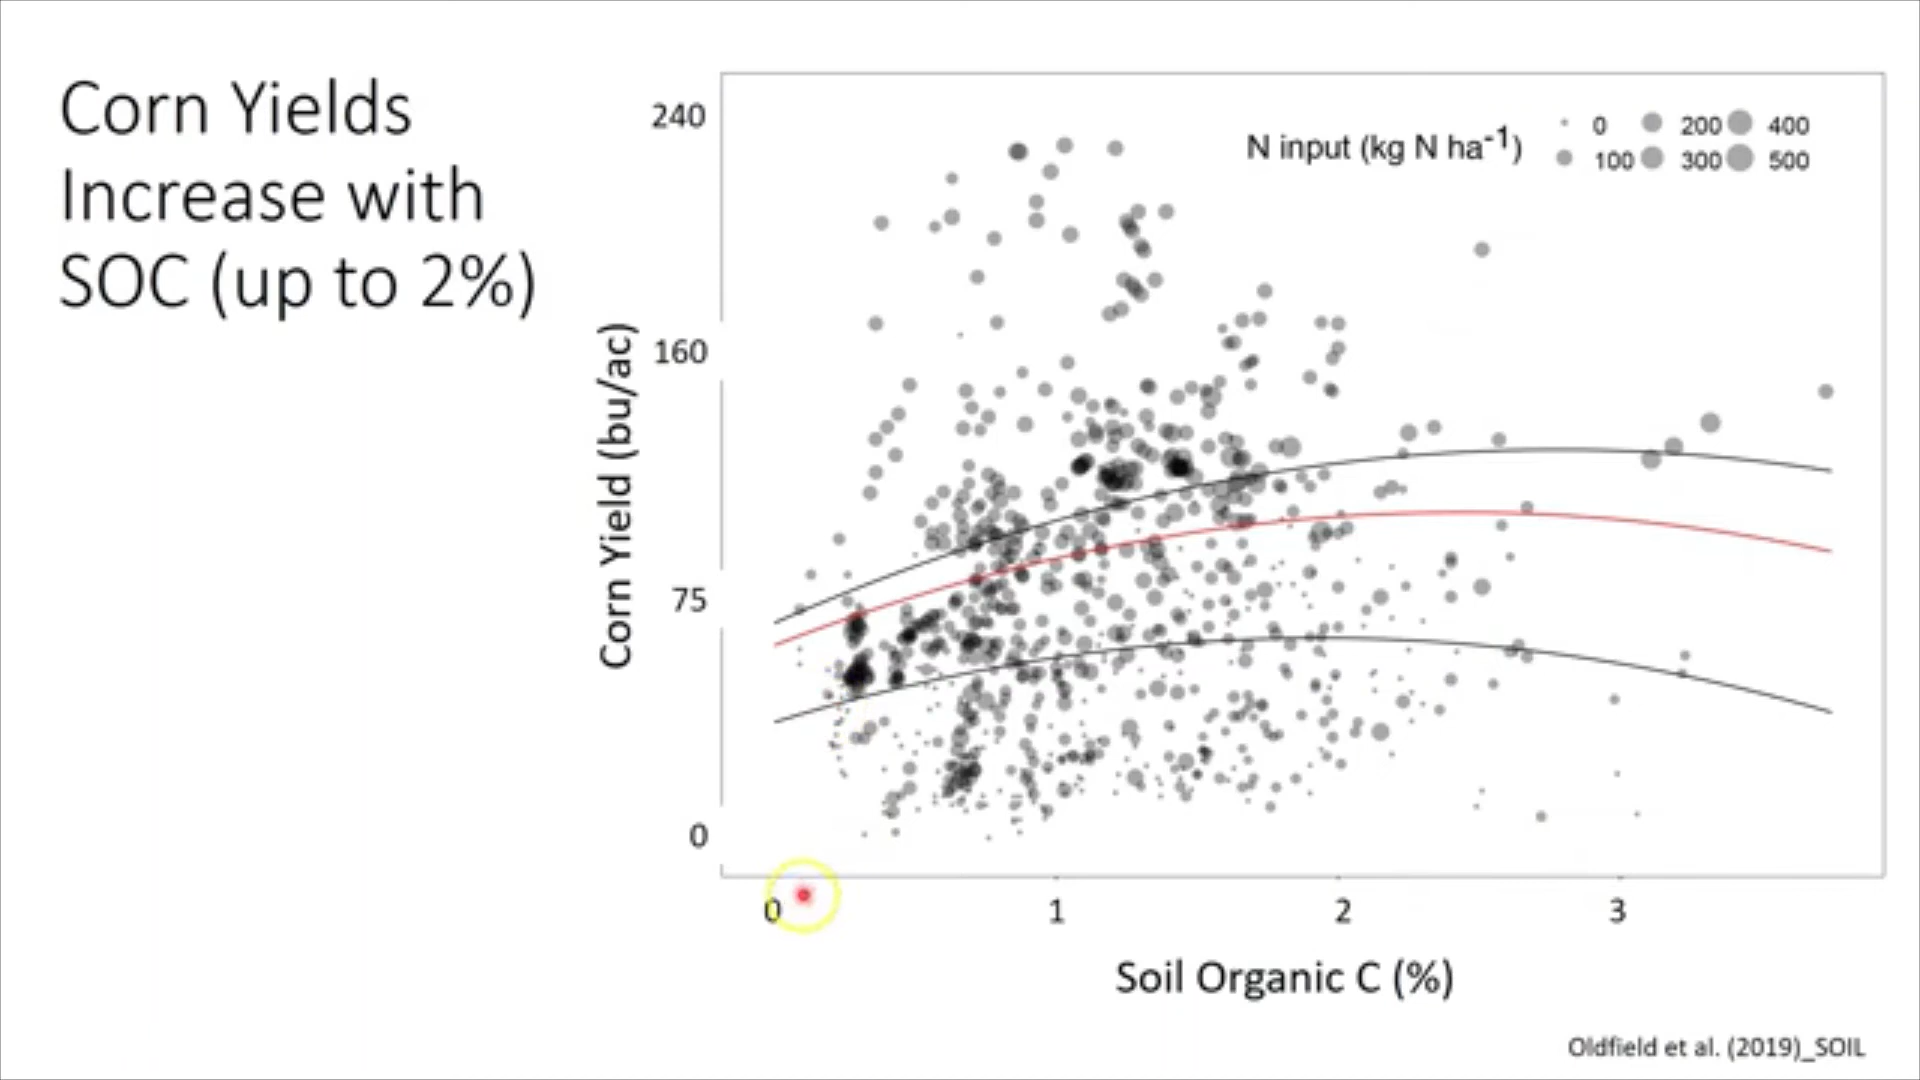 Corn Yields
Increase with
SOC (up to 2%)
240
160
75
0
Corn Yield (bu/ac)
N input (kg N ha⁻¹)
0 200 400
100 300 500
0 1 2 3
Soil Organic C (%)
Oldfield et al. (2019)_SOIL